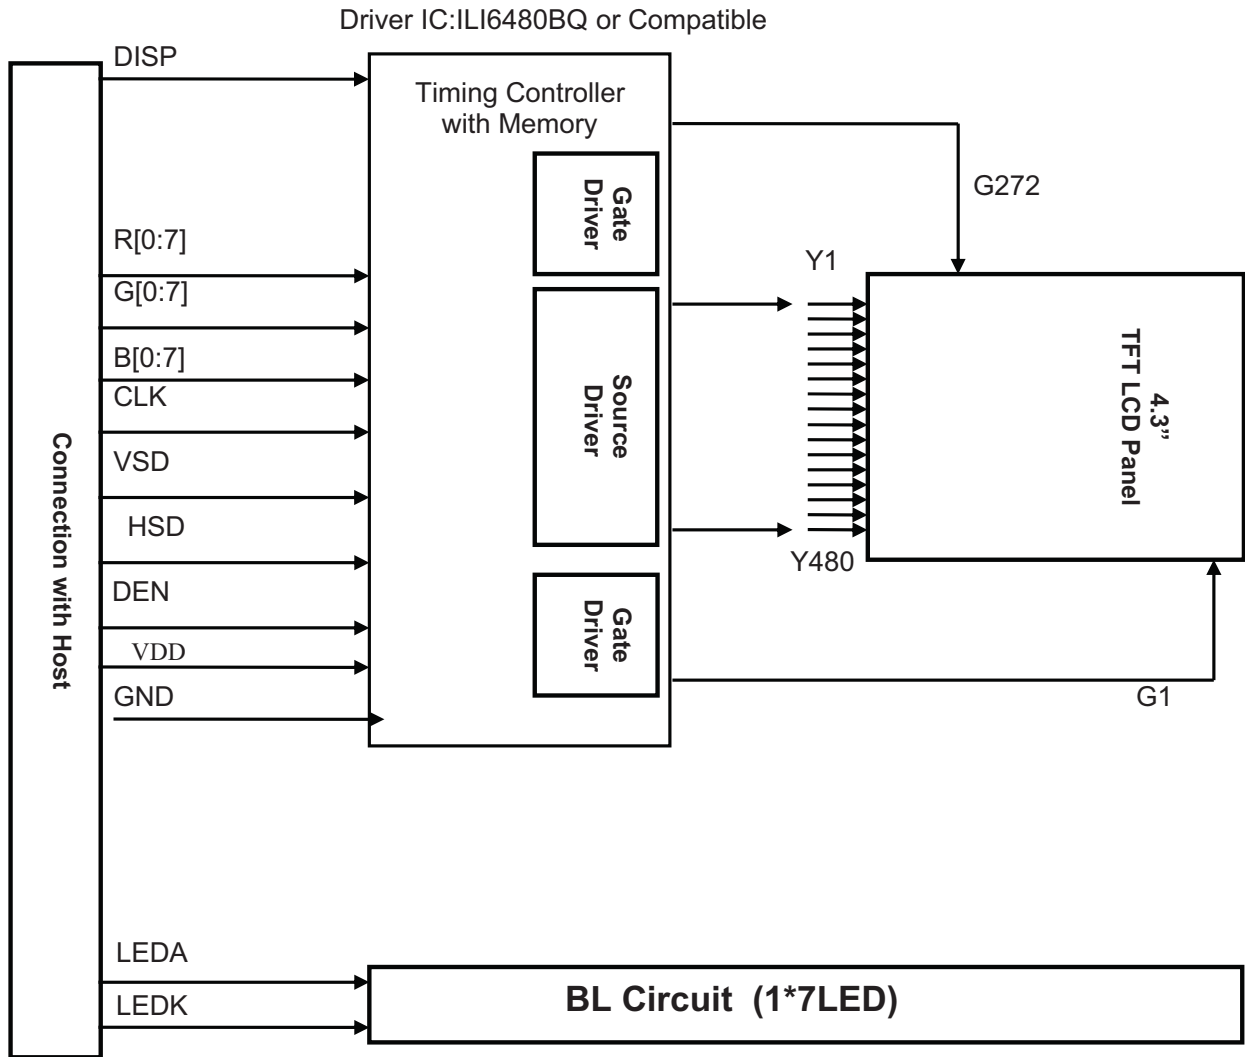 Driver IC:ILI6480BQ or Compatible
DISP
Timing Controller
with Memory
Gate
Driver
G272
R[0:7]
Y1
G[0:7]
B[0:7]
CLK
Source
Driver
4.3”
TFT LCD Panel
Connection with Host
VSD
HSD
Y480
DEN
Gate
Driver
VDD
GND
G1
LEDA
LEDK
BL Circuit (1*7LED)